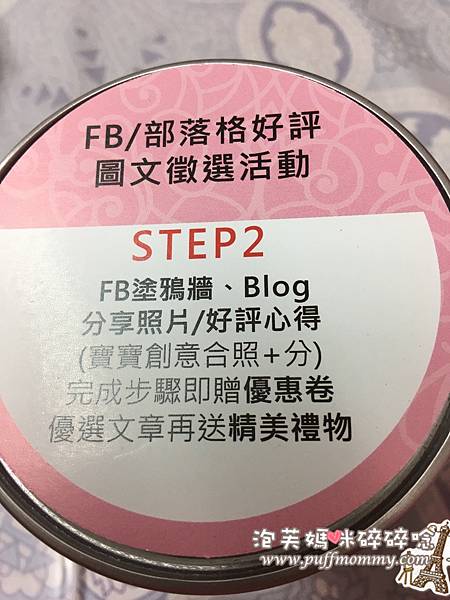 FB/部落格好評
圖文徵選活動
STEP2
FB塗鴉牆、Blog
分享照片/好評心得
(寶寶創意合照+分)
完成步驟即贈優惠卷
優選文章再送精美禮物
泡芙媽咪碎碎唸
www.puffmommy.com